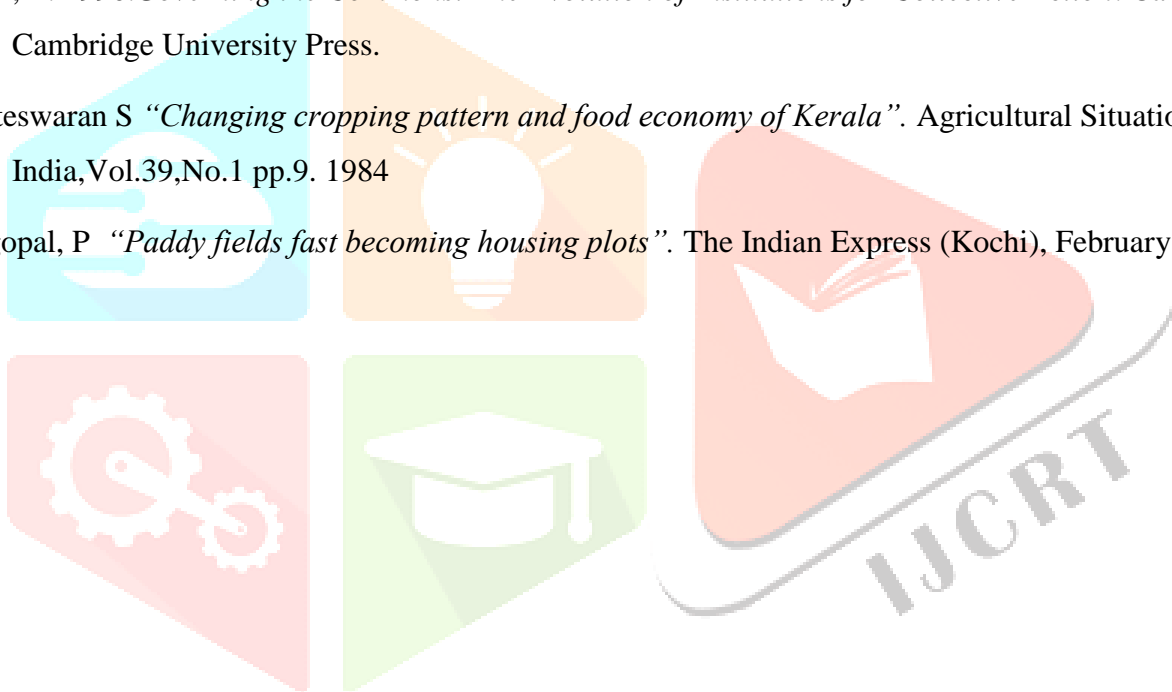 Cambridge University Press.
teswaran S “Changing cropping pattern and food economy of Kerala”. Agricultural Situatio
India,Vol.39,No.1 pp.9. 1984
opal, P “Paddy fields fast becoming housing plots”. The Indian Express (Kochi), February
IJCRT